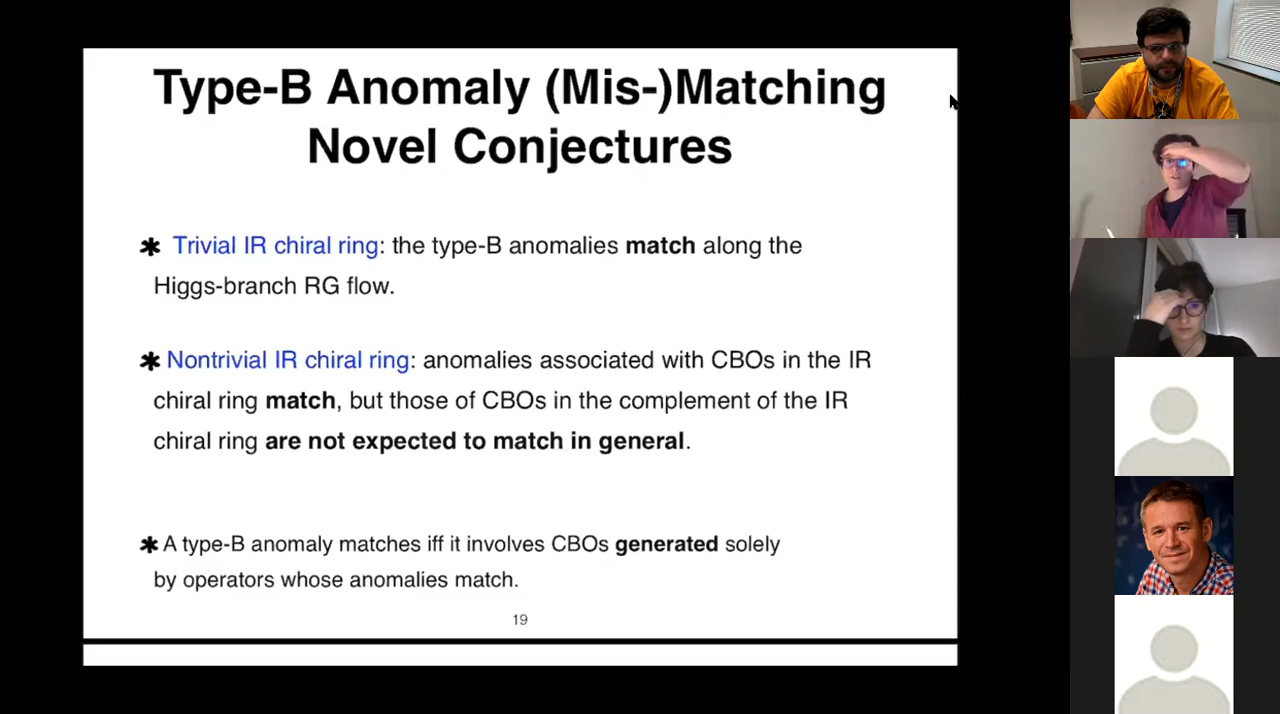 Type-B Anomaly (Mis-)Matching
Novel Conjectures
✱ Trivial IR chiral ring: the type-B anomalies match along the
Higgs-branch RG flow.
✱ Nontrivial IR chiral ring: anomalies associated with CBOs in the IR
chiral ring match, but those of CBOs in the complement of the IR
chiral ring are not expected to match in general.
✱ A type-B anomaly matches iff it involves CBOs generated solely
by operators whose anomalies match.
19